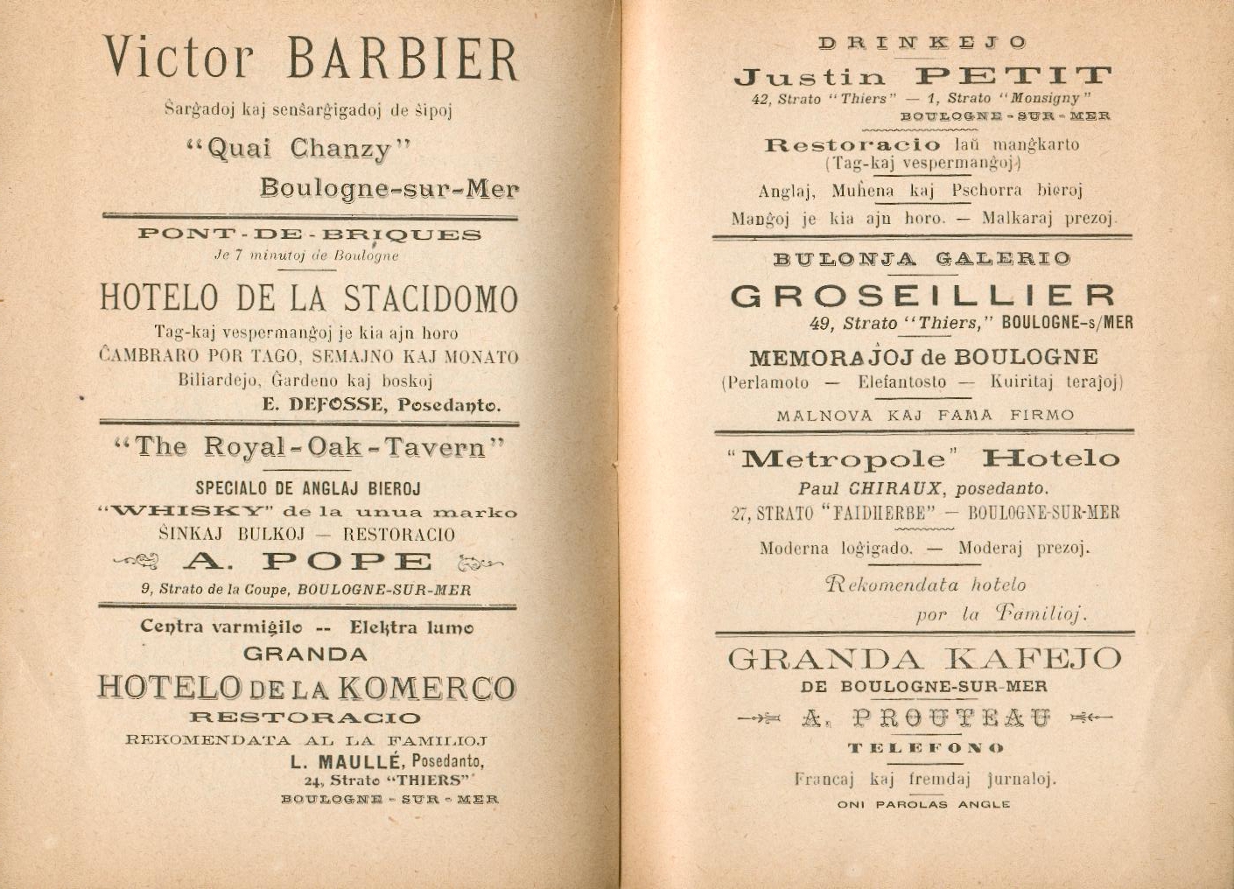 Victor BARBIER
Ŝarĝadoj kaj senŝarĝigadoj de ŝipoj
“Quai Chanzy”
Boulogne-sur-Mer
PONT-DE-BRIQUES
Je 7 minutoj de Boulogne
HOTELO DE LA STACIDOMO
Tag-kaj vespermanĝoj je kia ajn horo
ĈAMBRARO POR TAGO, SEMAJNO KAJ MONATO
Biliardejo, Ĝardeno kaj boskoj
E. DEFOSSE, Posedanto.
“The Royal-Oak-Tavern”
SPECIALO DE ANGLAJ BIEROJ
“WHISKY” de la unua marko
ŜINKAJ BULKOJ — RESTORACIO
A. POPE
9, Strato de la Coupe, BOULOGNE-SUR-MER
Centra varmiĝilo -- Elektra lumo
GRANDA
HOTELO DE LA KOMERCO
RESTORACIO
REKOMENDATA AL LA FAMILIOJ
L. MAULLÉ, Posedanto,
24, Strato “THIERS”
BOULOGNE-SUR-MER
DRINKEJO
Justin PETIT
42, Strato “Thiers” — 1, Strato “Monsigny”
BOULOGNE-SUR-MER
Restoracio laŭ manĝkarto
(Tag-kaj vespermanĝoj)
Anglaj, Muĥena kaj Pschorra bieroj
Manĝoj je kia ajn horo. — Malkaraj prezoj.
BULONJA GALERIO
GROSEILLIER
49, Strato “Thiers,” BOULOGNE-s/MER
MEMORAĴOJ de BOULOGNE
(Perlamoto — Elefantosto — Kuiritaj teraĵoj)
MALNOVA KAJ FAMA FIRMO
“Metropole” Hotelo
Paul CHIRAUX, posedanto.
27, STRATO “FAIDHERBE” — BOULOGNE-SUR-MER
Moderna loĝigado. — Moderaj prezoj.
Rekomendata hotelo
por la Familioj.
GRANDA KAFEJO
DE BOULOGNE-SUR-MER
A. PROUTEAU
TELEFONO
Francaj kaj fremdaj ĵurnaloj.
ONI PAROLAS ANGLE